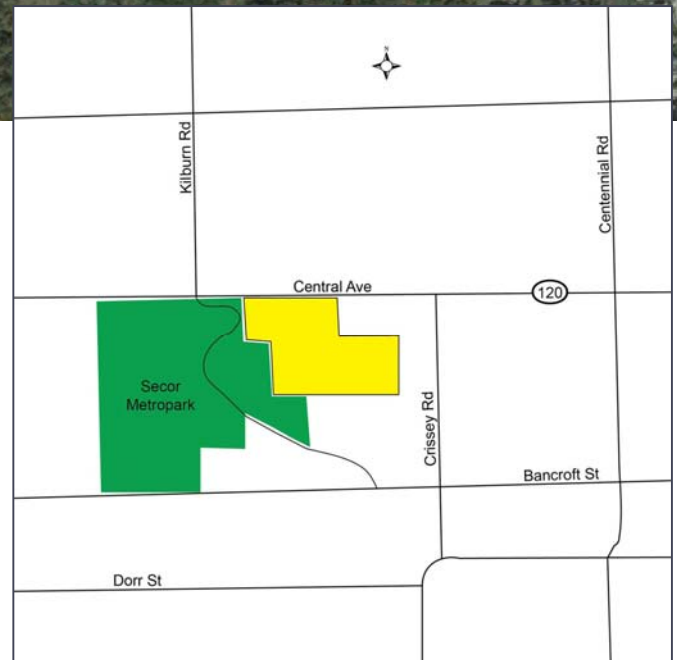 N
Kilburn Rd
Centennial Rd
Central Ave
120
Secor
Metropark
Crissey Rd
Bancroft St
Dorr St